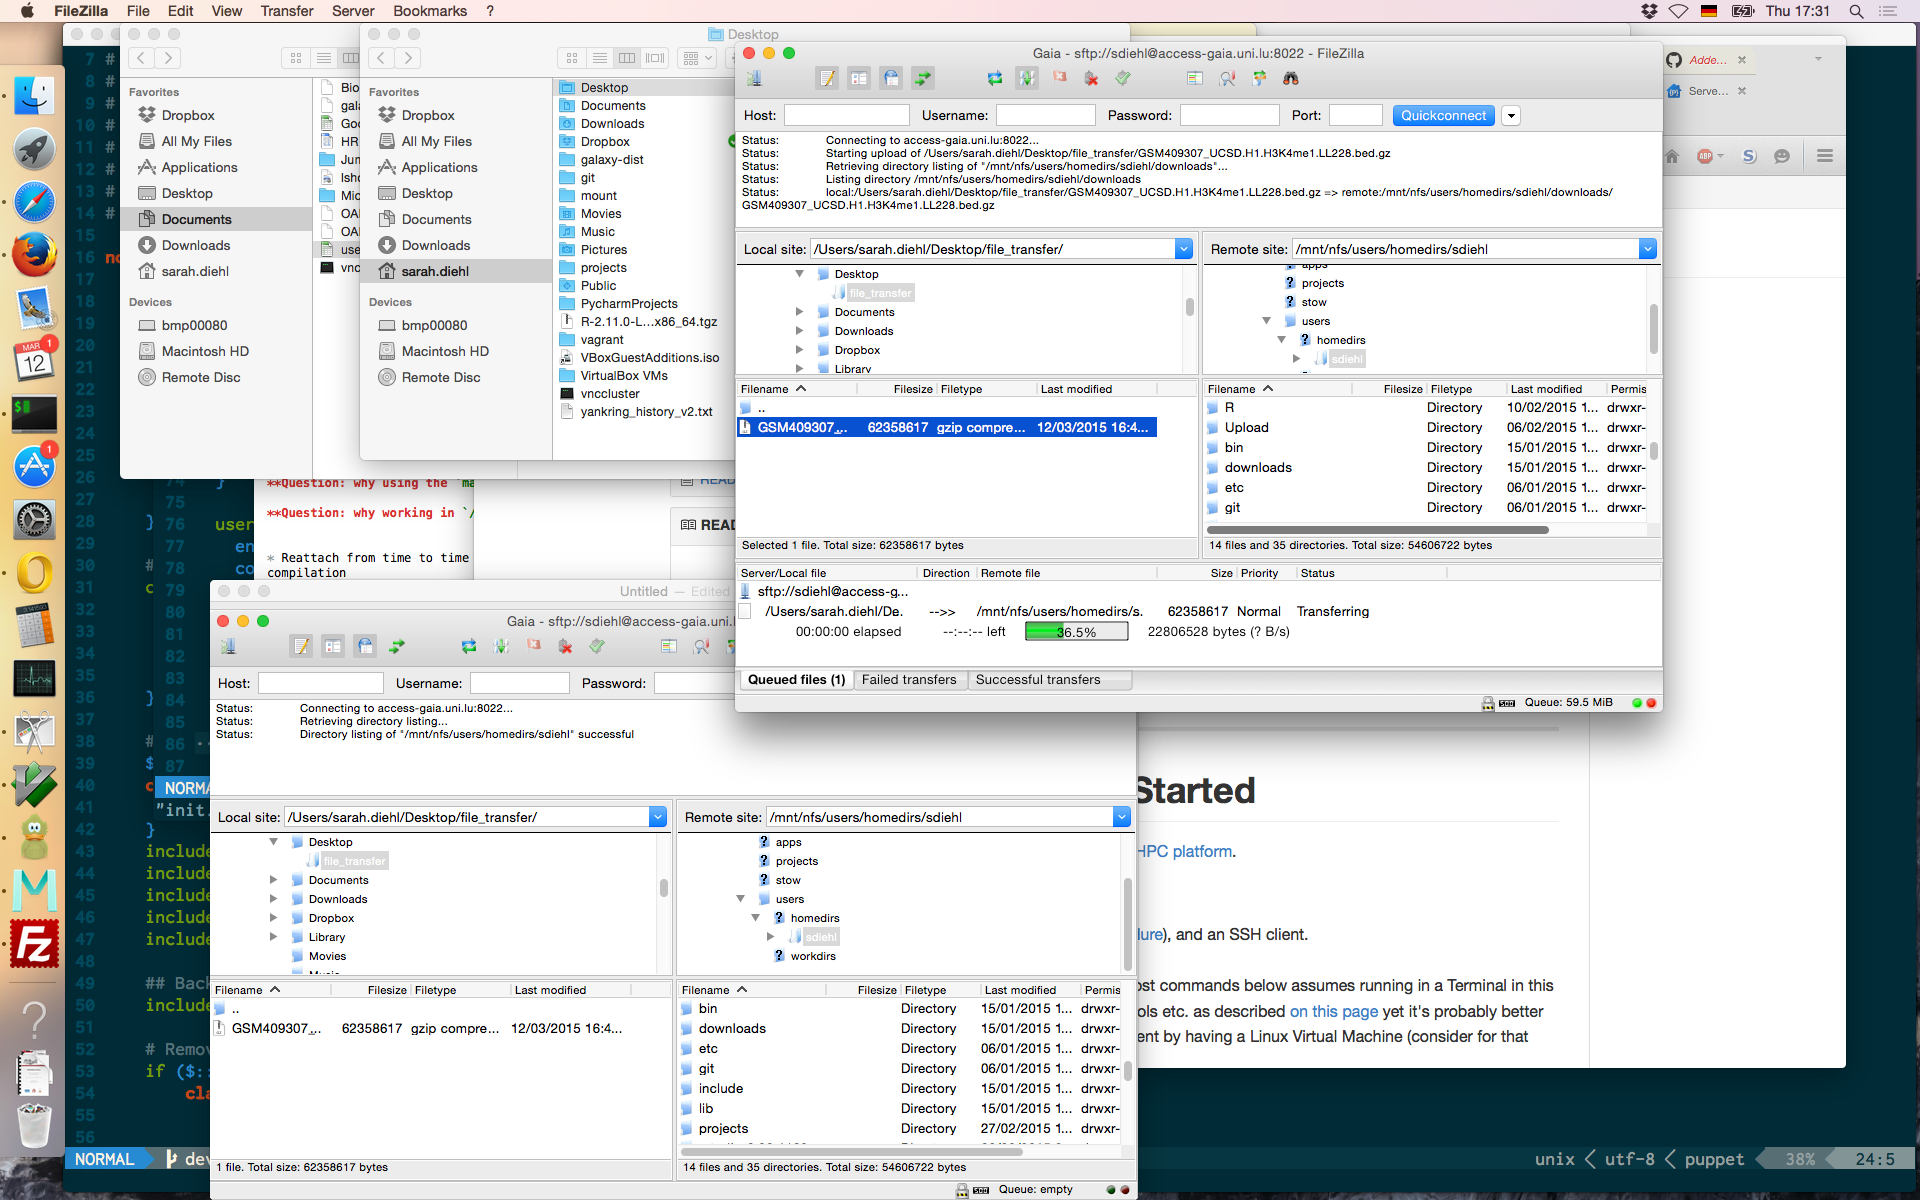 FileZilla File Edit View Transfer Server Bookmarks ? Thu 17:31
Desktop
Favorites
Dropbox
All My Files
Applications
Desktop
Documents
Downloads
sarah.diehl
Devices
bmp00080
Macintosh HD
Remote Disc
Favorites
Dropbox
All My Files
Applications
Desktop
Documents
Downloads
sarah.diehl
Devices
bmp00080
Macintosh HD
Remote Disc
Desktop
Documents
Downloads
Dropbox
galaxy-dist
git
mount
Movies
Music
Pictures
projects
Public
PycharmProjects
R-2.11.0-L...x86_64.tgz
vagrant
VBoxGuestAdditions.iso
VirtualBox VMs
vnccluster
yankring_history_v2.txt
Gaia - sftp://sdiehl@access-gaia.uni.lu:8022 - FileZilla
Host: Username: Password: Port: Quickconnect
Status: Connecting to access-gaia.uni.lu:8022...
Status: Starting upload of /Users/sarah.diehl/Desktop/file_transfer/GSM409307_UCSD.H1.H3K4me1.LL228.bed.gz
Status: Retrieving directory listing of "/mnt/nfs/users/homedirs/sdiehl/downloads"...
Status: Listing directory /mnt/nfs/users/homedirs/sdiehl/downloads
Status: local:/Users/sarah.diehl/Desktop/file_transfer/GSM409307_UCSD.H1.H3K4me1.LL228.bed.gz => remote:/mnt/nfs/users/homedirs/sdiehl/downloads/
GSM409307_UCSD.H1.H3K4me1.LL228.bed.gz
Local site: /Users/sarah.diehl/Desktop/file_transfer/
Desktop
file_transfer
Documents
Downloads
Dropbox
Library
Remote site: /mnt/nfs/users/homedirs/sdiehl
apps
projects
stow
users
homedirs
sdiehl
Filename Filesize Filetype Last modified
..
GSM409307_... 62358617 gzip compre... 12/03/2015 16:4...
Selected 1 file. Total size: 62358617 bytes
Filename Filesize Filetype Last modified Permis
R Directory 10/02/2015 1... drwxr-
Upload Directory 06/02/2015 1... drwxr-
bin Directory 15/01/2015 1... drwxr-
downloads Directory 15/01/2015 1... drwxr-
etc Directory 06/01/2015 1... drwxr-
git Directory 06/01/2015 1... drwxr-
14 files and 35 directories. Total size: 54606722 bytes
Server/Local file Direction Remote file Size Priority Status
sftp://sdiehl@access-g...
/Users/sarah.diehl/De. -->> /mnt/nfs/users/homedirs/s. 62358617 Normal Transferring
00:00:00 elapsed --:--:-- left 36.5% 22806528 bytes (? B/s)
Queued files (1) Failed transfers Successful transfers
Queue: 59.5 MiB
Adde...
Serve...
**Question: why using the `ma
**Question: why working in `/
* Reattach from time to time
compilation
READ
Untitled — Edited
Gaia - sftp://sdiehl@access-gaia.uni.l
Host: Username: Password:
Status: Connecting to access-gaia.uni.lu:8022...
Status: Retrieving directory listing...
Status: Directory listing of "/mnt/nfs/users/homedirs/sdiehl" successful
Local site: /Users/sarah.diehl/Desktop/file_transfer/
Desktop
file_transfer
Documents
Downloads
Dropbox
Library
Movies
Remote site: /mnt/nfs/users/homedirs/sdiehl
apps
projects
stow
users
homedirs
sdiehl
workdirs
Filename Filesize Filetype Last modified
..
GSM409307_... 62358617 gzip compre... 12/03/2015 16:4...
1 file. Total size: 62358617 bytes
Filename Filesize Filetype Last modified Permis
bin Directory 15/01/2015 1... drwxr-
downloads Directory 15/01/2015 1... drwxr-
etc Directory 06/01/2015 1... drwxr-
git Directory 06/01/2015 1... drwxr-
include Directory 15/01/2015 1... drwxr-
lib Directory 15/01/2015 1... drwxr-
projects Directory 27/02/2015 1... drwxr-
14 files and 35 directories. Total size: 54606722 bytes
Queue: empty
Started
HPC platform.
lure), and an SSH client.
ost commands below assumes running in a Terminal in this
ols etc. as described on this page yet it's probably better
ent by having a Linux Virtual Machine (consider for that
include
include
include
include
include
## Back
include
# Remov
if ($::
cla
NORMAL dev unix utf-8 puppet 38% 24:5